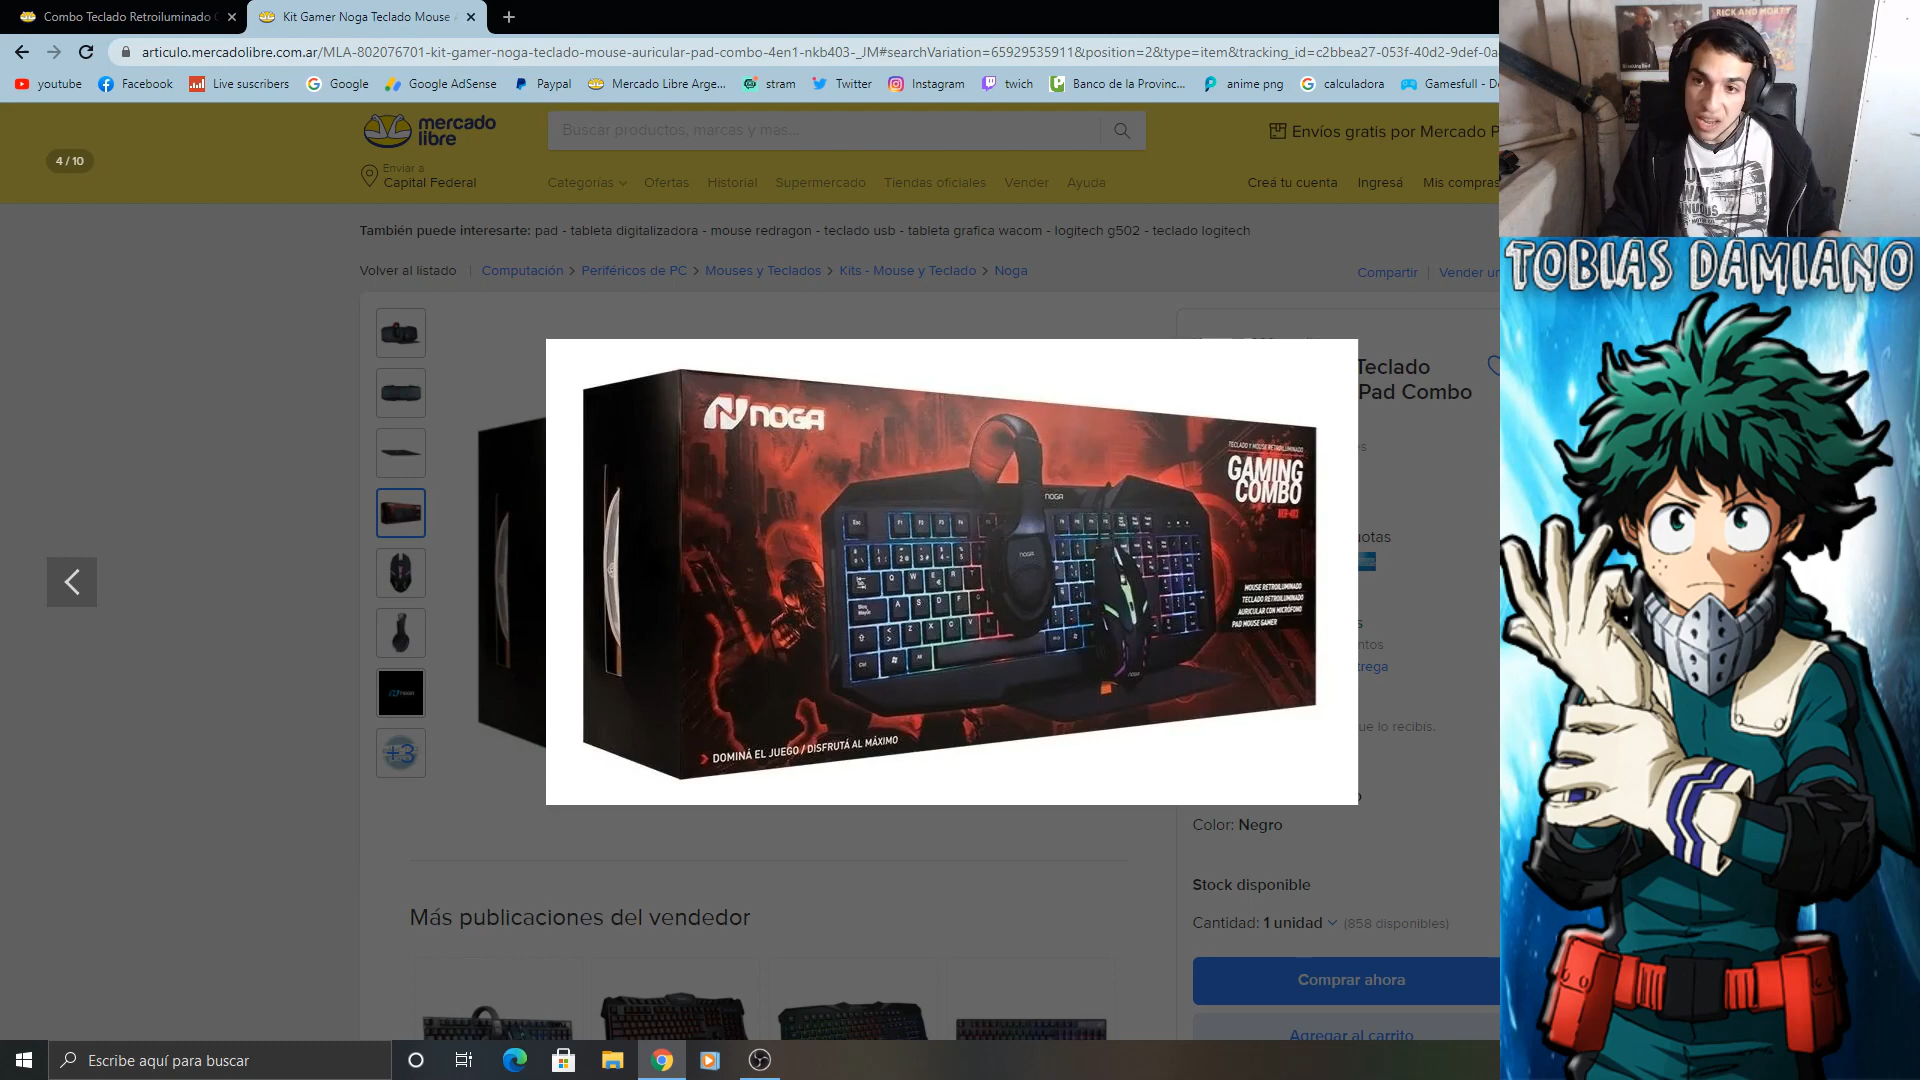 Combo Teclado Retroiluminado
Kit Gamer Noga Teclado Mouse
articulo.mercadolibre.com.ar/MLA-802076701-kit-gamer-noga-teclado-mouse-auricular-pad-combo-4en1-nkb403-_JM#searchVariation=65929535911&position=2&type=item&tracking_id=c2bbea27-053f-40d2-9def-0a
youtube Facebook Live suscribers Google Google AdSense Paypal Mercado Libre Arge... stram Twitter Instagram twich Banco de la Provinc... anime png calculadora Gamesfull - D
mercado
libre
Buscar productos, marcas y más...
Envíos gratis por Mercado P
4 / 10
Enviar a
Capital Federal
Categorías Ofertas Historial Supermercado Tiendas oficiales Vender Ayuda
Creá tu cuenta Ingresá Mis compras
También puede interesarte: pad - tableta digitalizadora - mouse redragon - teclado usb - tableta grafica wacom - logitech g502 - teclado logitech
Volver al listado Computación > Periféricos de PC > Mouses y Teclados > Kits - Mouse y Teclado > Noga
Compartir Vender un
TOBIAS DAMIANO
Teclado
Pad Combo
NOGA
TECLADO Y MOUSE RETROILUMINADO
GAMING
COMBO
NKB-403
NOGA
MOUSE RETROILUMINADO
TECLADO RETROILUMINADO
AURICULAR CON MICRÓFONO
PAD MOUSE GAMER
DOMINÁ EL JUEGO / DISFRUTÁ AL MÁXIMO
uotas
ntos
trega
ue lo recibís.
+3
Color: Negro
Stock disponible
Cantidad: 1 unidad (858 disponibles)
Comprar ahora
Agregar al carrito
Más publicaciones del vendedor
Escribe aquí para buscar